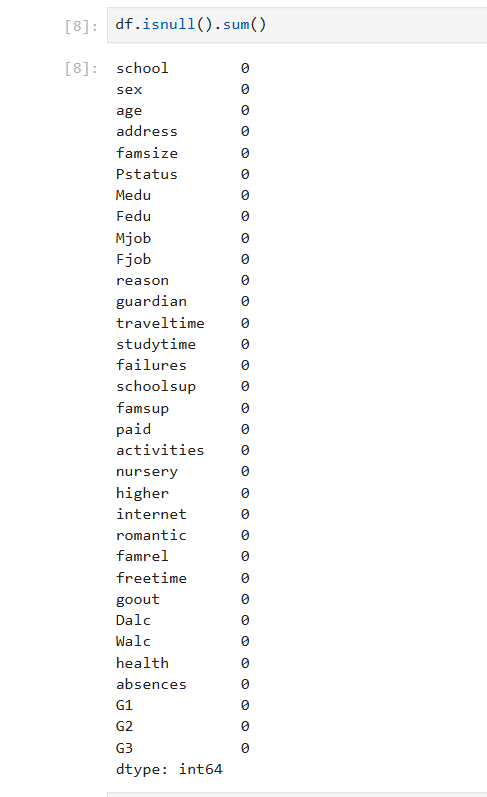 [8]: df.isnull().sum()
[8]: school 0
sex 0
age 0
address 0
famsize 0
Pstatus 0
Medu 0
Fedu 0
Mjob 0
Fjob 0
reason 0
guardian 0
traveltime 0
studytime 0
failures 0
schoolsup 0
famsup 0
paid 0
activities 0
nursery 0
higher 0
internet 0
romantic 0
famrel 0
freetime 0
goout 0
Dalc 0
Walc 0
health 0
absences 0
G1 0
G2 0
G3 0
dtype: int64